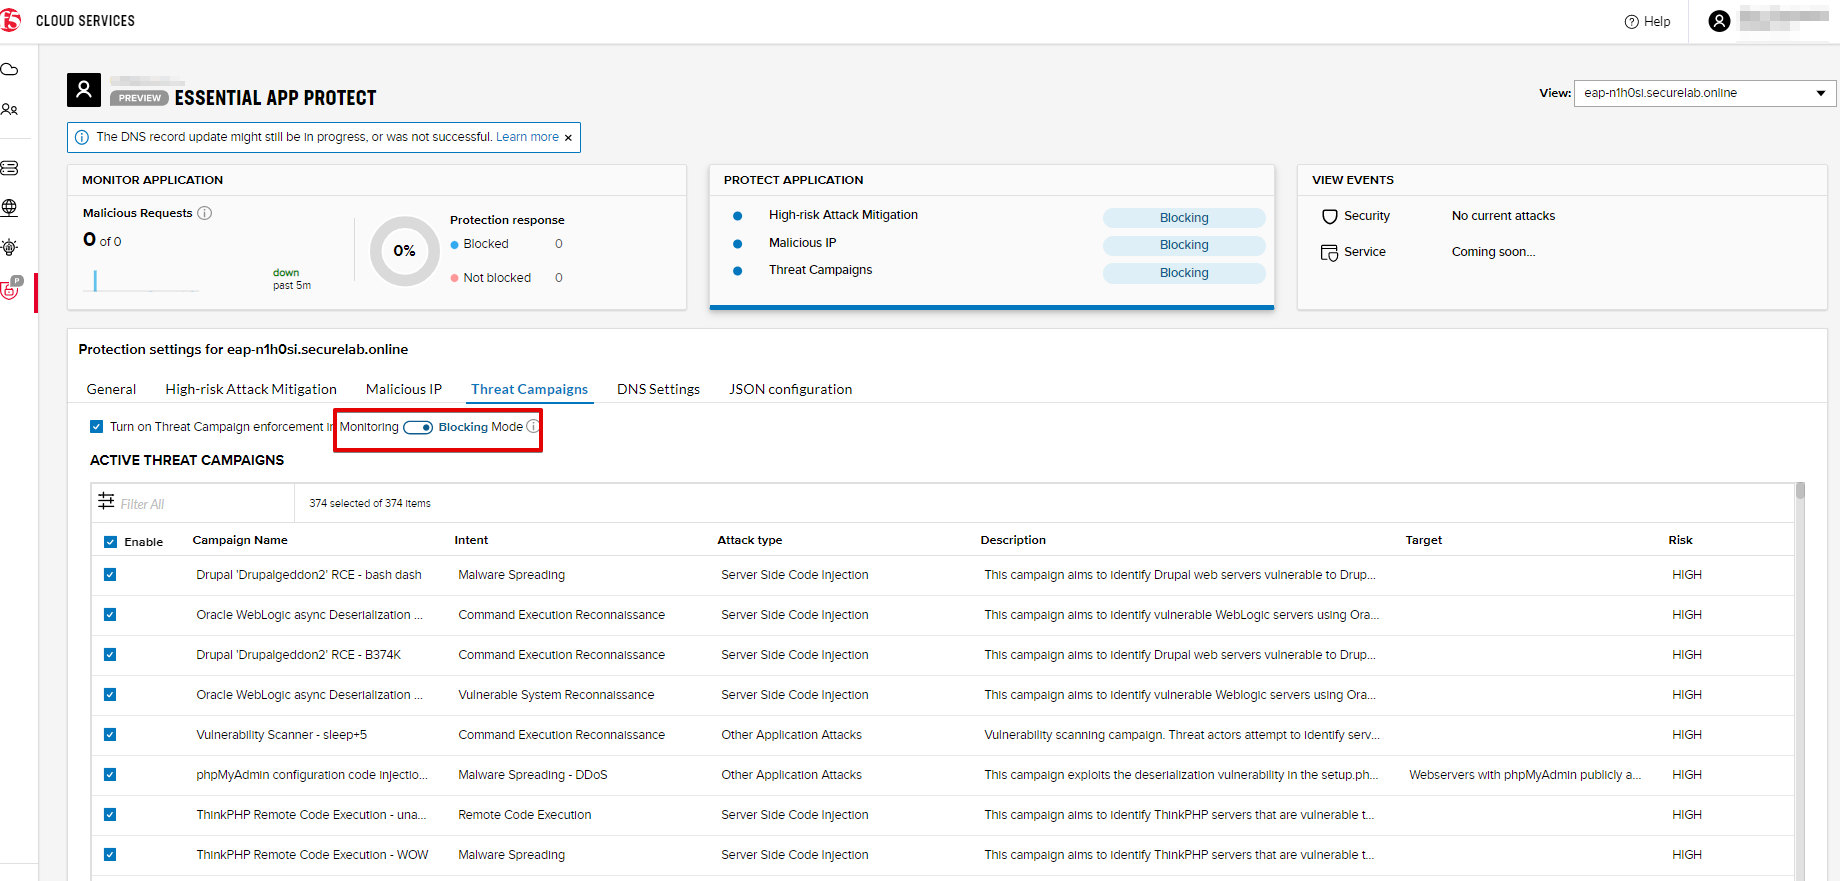 f5 CLOUD SERVICES
Help
PREVIEW ESSENTIAL APP PROTECT
View: eap-n1h0si.securelab.online
The DNS record update might still be in progress, or was not successful. Learn more ×
MONITOR APPLICATION
Malicious Requests
0 of 0
down
past 5m
0%
Protection response
Blocked 0
Not blocked 0
PROTECT APPLICATION
High-risk Attack Mitigation Blocking
Malicious IP Blocking
Threat Campaigns Blocking
VIEW EVENTS
Security No current attacks
Service Coming soon...
P
Protection settings for eap-n1h0si.securelab.online
General High-risk Attack Mitigation Malicious IP Threat Campaigns DNS Settings JSON configuration
Turn on Threat Campaign enforcement in Monitoring Blocking Mode
ACTIVE THREAT CAMPAIGNS
Filter All 374 selected of 374 items
Enable Campaign Name Intent Attack type Description Target Risk
Drupal 'Drupalgeddon2' RCE - bash dash Malware Spreading Server Side Code Injection This campaign aims to identify Drupal web servers vulnerable to Drup... HIGH
Oracle WebLogic async Deserialization ... Command Execution Reconnaissance Server Side Code Injection This campaign aims to identify vulnerable WebLogic servers using Ora... HIGH
Drupal 'Drupalgeddon2' RCE - B374K Command Execution Reconnaissance Server Side Code Injection This campaign aims to identify Drupal web servers vulnerable to Drup... HIGH
Oracle WebLogic async Deserialization ... Vulnerable System Reconnaissance Server Side Code Injection This campaign aims to identify vulnerable Weblogic servers using Ora... HIGH
Vulnerability Scanner - sleep+5 Command Execution Reconnaissance Other Application Attacks Vulnerability scanning campaign. Threat actors attempt to identify serv... HIGH
phpMyAdmin configuration code injectio... Malware Spreading - DDoS Other Application Attacks This campaign exploits the deserialization vulnerability in the setup.ph... Webservers with phpMyAdmin publicly a... HIGH
ThinkPHP Remote Code Execution - una... Remote Code Execution Server Side Code Injection This campaign aims to identify ThinkPHP servers that are vulnerable t... HIGH
ThinkPHP Remote Code Execution - WOW Malware Spreading Server Side Code Injection This campaign aims to identify ThinkPHP servers that are vulnerable t... HIGH